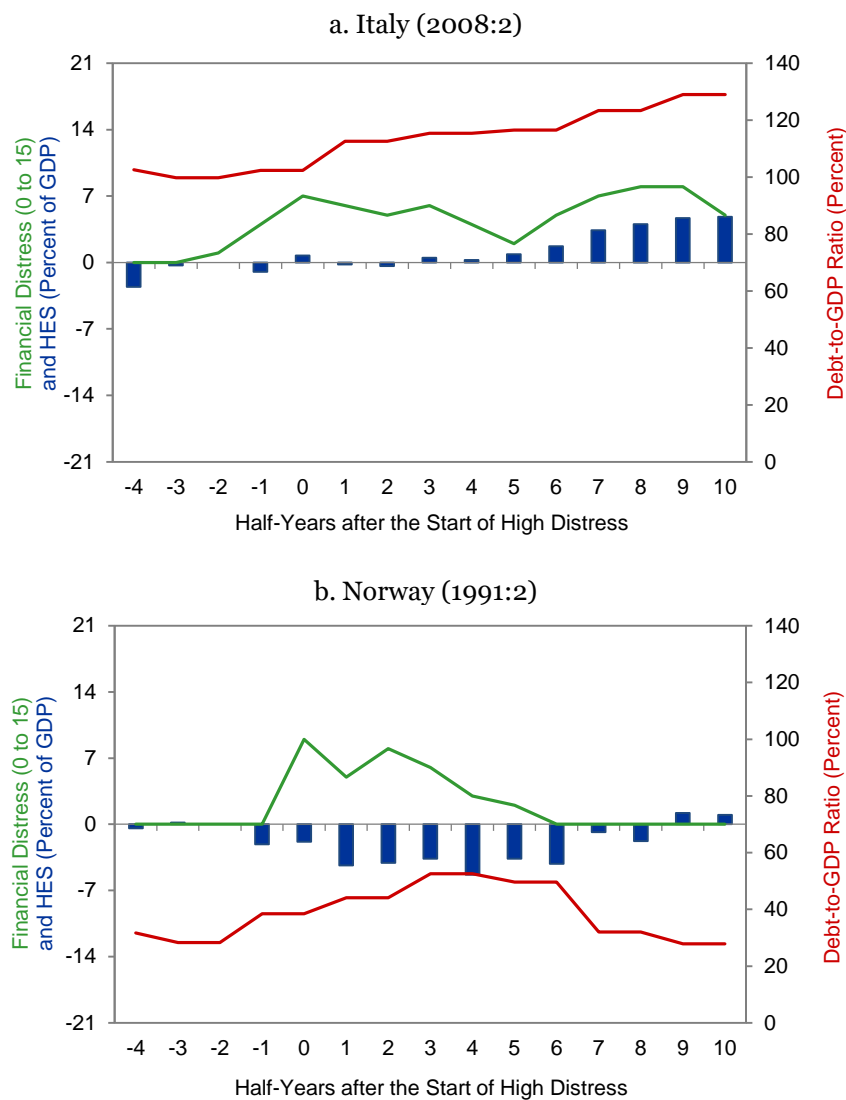 a. Italy (2008:2)
Financial Distress (0 to 15)
and HES (Percent of GDP)
21
14
7
0
-7
-14
-21
140
120
100
80
60
40
20
0
Debt-to-GDP Ratio (Percent)
-4 -3 -2 -1 0 1 2 3 4 5 6 7 8 9 10
Half-Years after the Start of High Distress
b. Norway (1991:2)
Financial Distress (0 to 15)
and HES (Percent of GDP)
21
14
7
0
-7
-14
-21
140
120
100
80
60
40
20
0
Debt-to-GDP Ratio (Percent)
-4 -3 -2 -1 0 1 2 3 4 5 6 7 8 9 10
Half-Years after the Start of High Distress